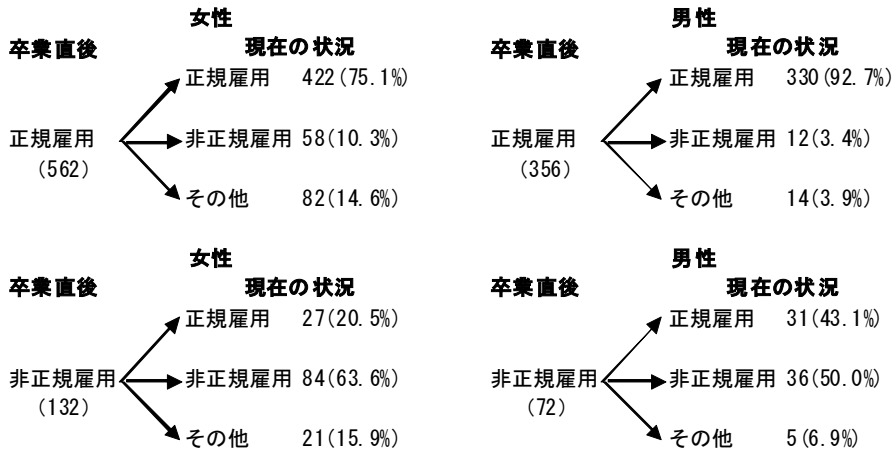 女性
卒業直後 現在の状況
正規雇用 422(75.1%)
正規雇用 非正規雇用 58(10.3%)
(562)
その他 82(14.6%)
男性
卒業直後 現在の状況
正規雇用 330(92.7%)
正規雇用 非正規雇用 12(3.4%)
(356)
その他 14(3.9%)
女性
卒業直後 現在の状況
正規雇用 27(20.5%)
非正規雇用 非正規雇用 84(63.6%)
(132)
その他 21(15.9%)
男性
卒業直後 現在の状況
正規雇用 31(43.1%)
非正規雇用 非正規雇用 36(50.0%)
(72)
その他 5(6.9%)